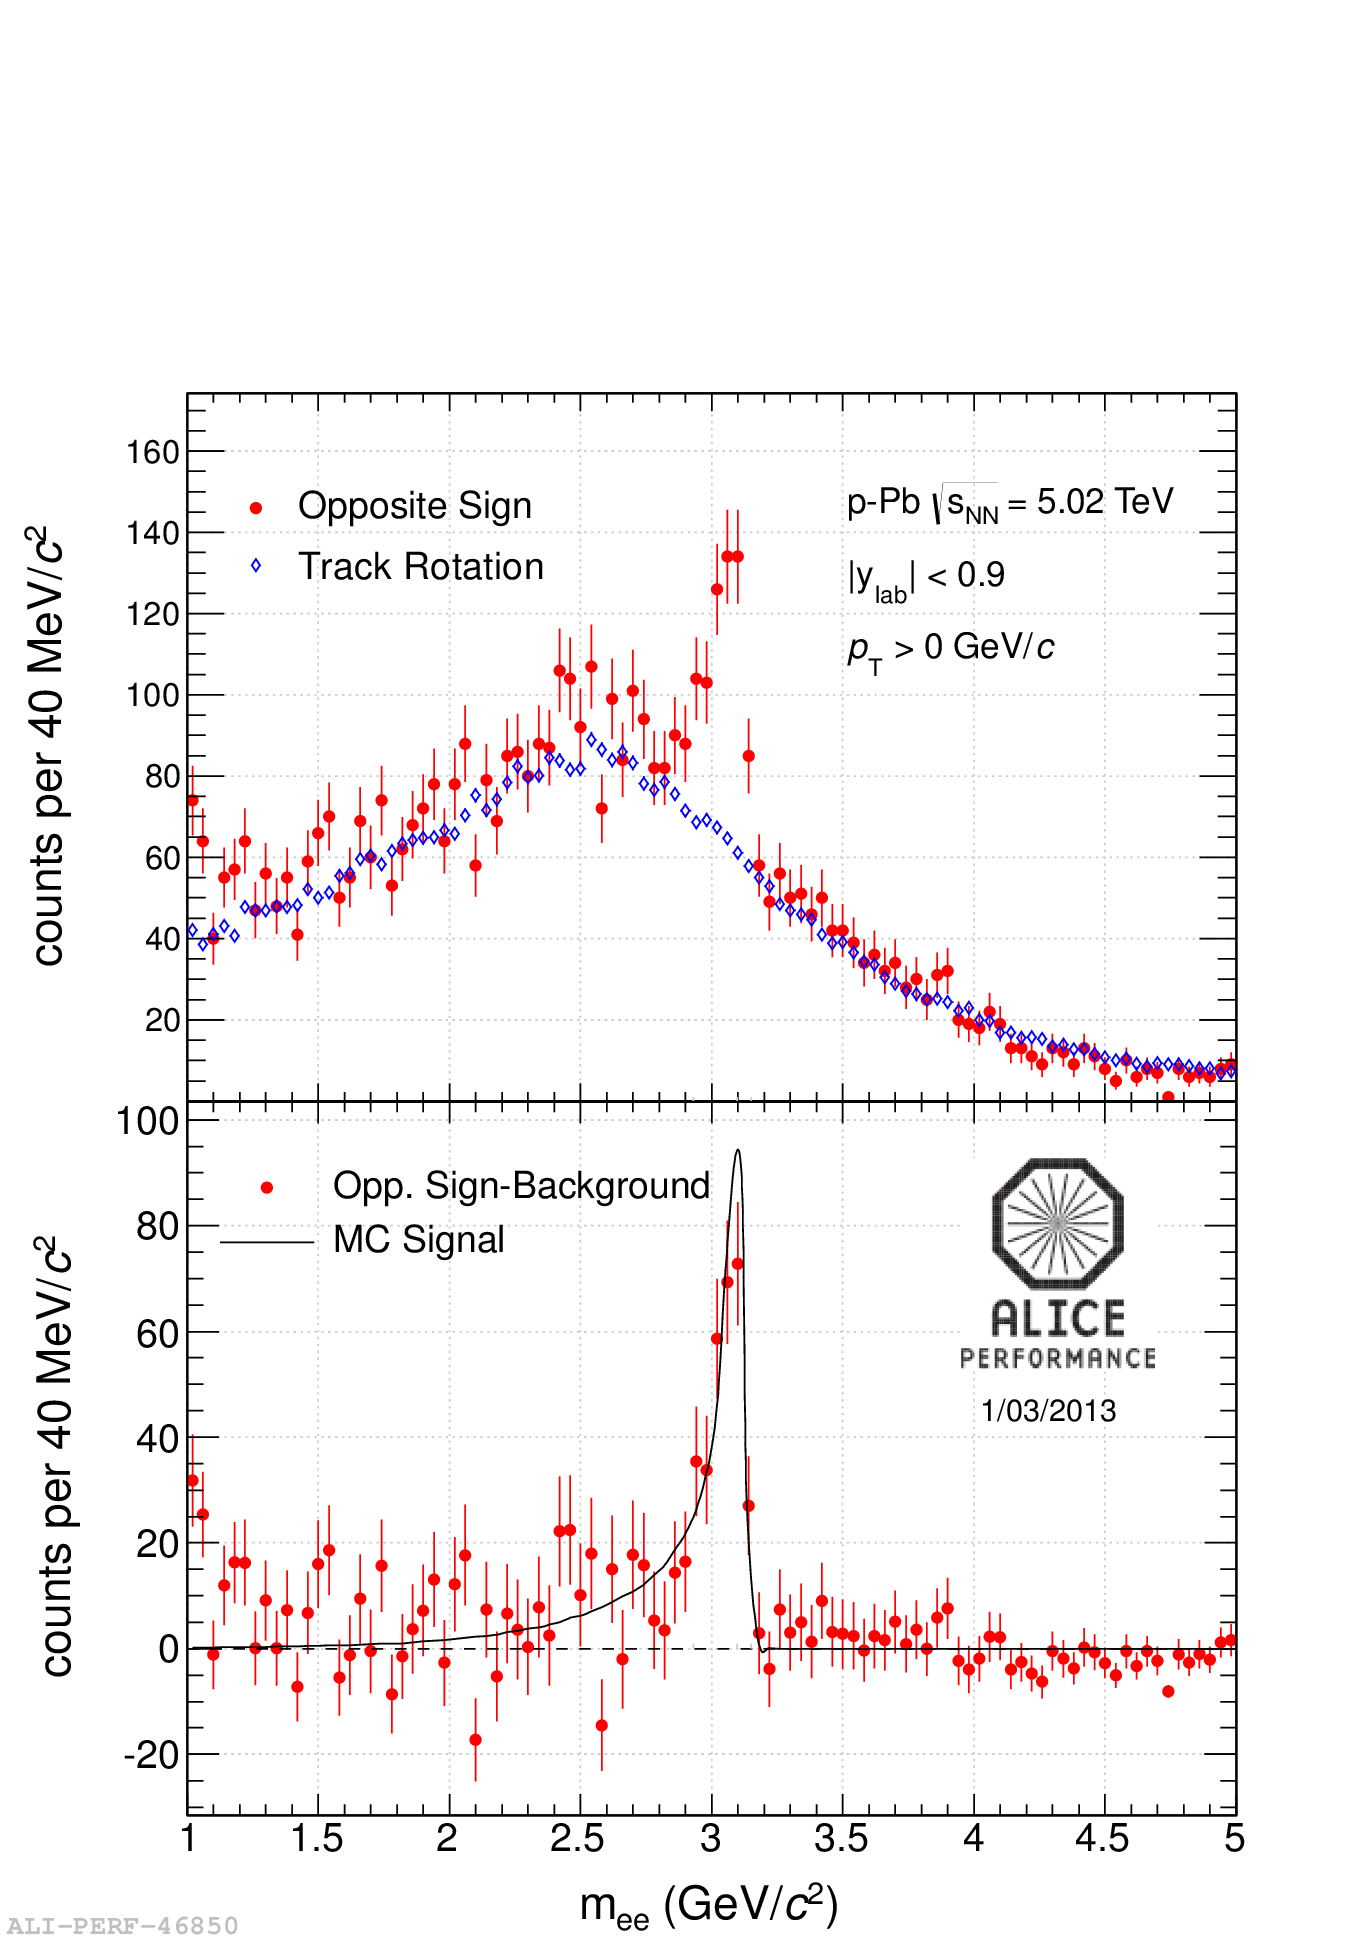 160
140
120
100
80
60
40
20
counts per 40 MeV/c²
Opposite Sign
Track Rotation
p-Pb √sNN = 5.02 TeV
|ylab| < 0.9
pT > 0 GeV/c
100
80
60
40
20
0
-20
counts per 40 MeV/c²
Opp. Sign-Background
MC Signal
ALICE
PERFORMANCE
1/03/2013
1 1.5 2 2.5 3 3.5 4 4.5 5
mee (GeV/c²)
ALI-PERF-46850